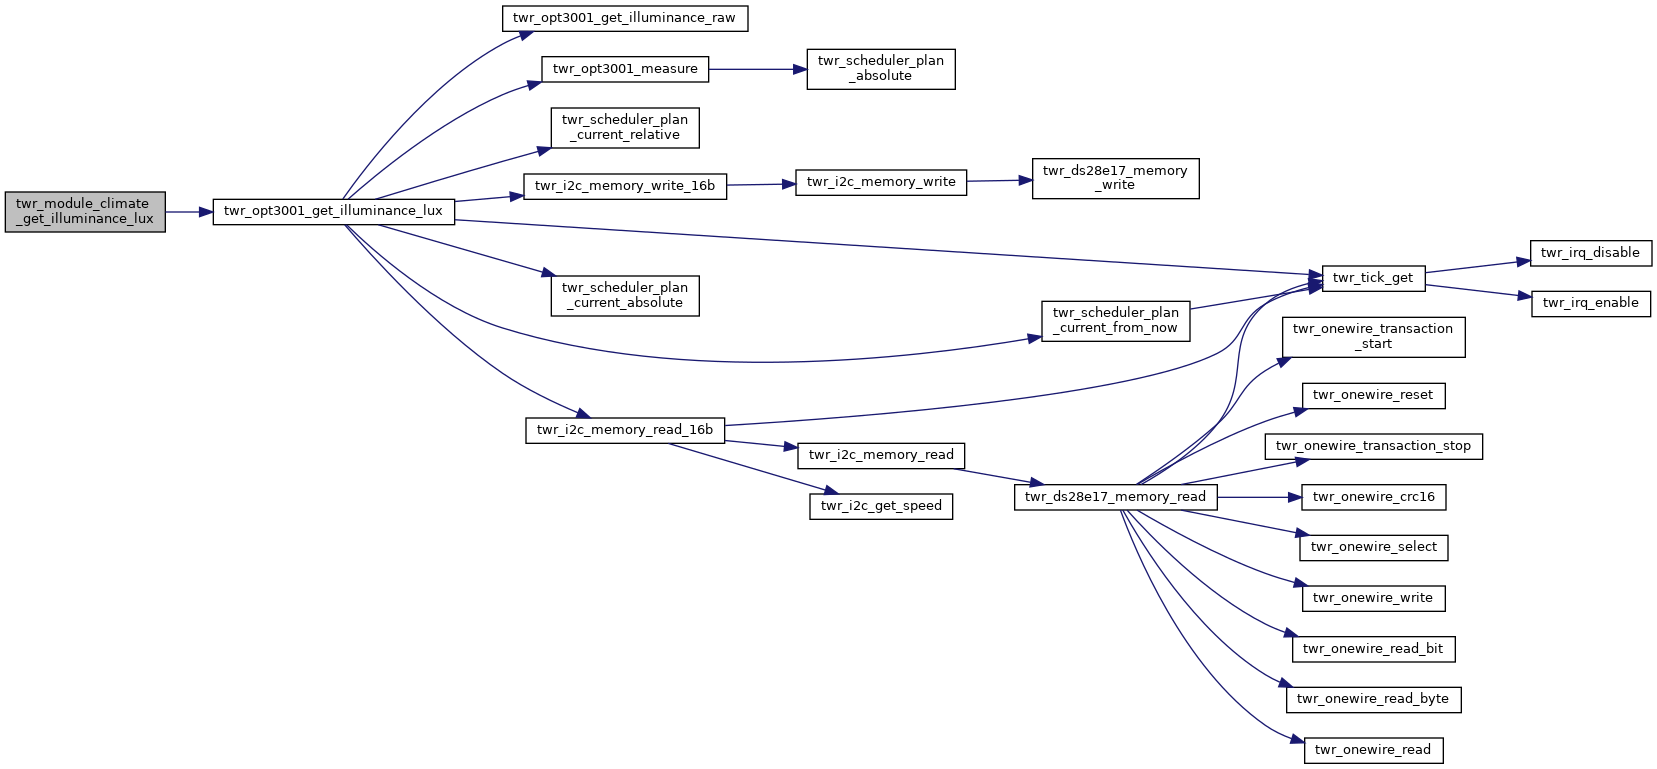 twr_module_climate
_get_illuminance_lux
twr_opt3001_get_illuminance_lux
twr_opt3001_get_illuminance_raw
twr_opt3001_measure
twr_scheduler_plan
_absolute
twr_scheduler_plan
_current_relative
twr_i2c_memory_write_16b
twr_i2c_memory_write
twr_ds28e17_memory
_write
twr_scheduler_plan
_current_absolute
twr_scheduler_plan
_current_from_now
twr_tick_get
twr_irq_disable
twr_irq_enable
twr_i2c_memory_read_16b
twr_i2c_memory_read
twr_i2c_get_speed
twr_ds28e17_memory_read
twr_onewire_transaction
_start
twr_onewire_reset
twr_onewire_transaction_stop
twr_onewire_crc16
twr_onewire_select
twr_onewire_write
twr_onewire_read_bit
twr_onewire_read_byte
twr_onewire_read